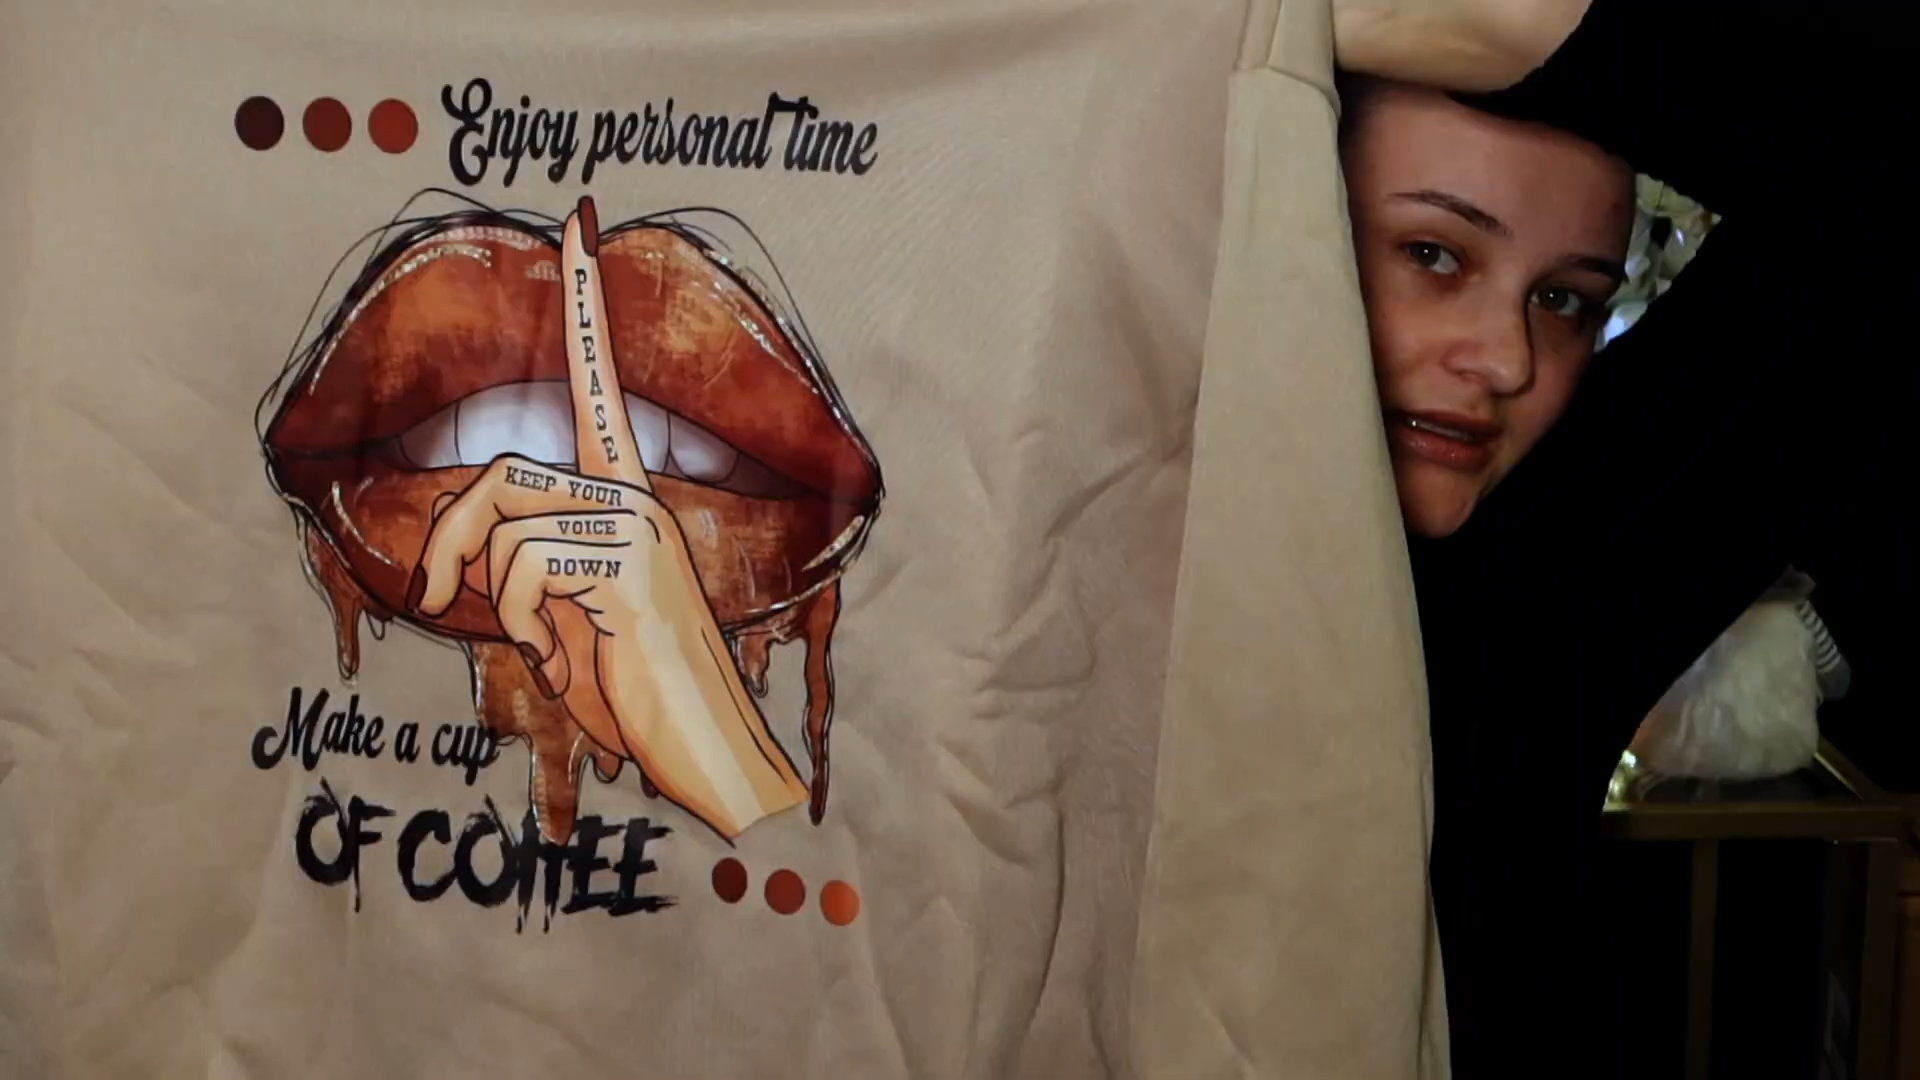 Enjoy personal time
PLEASE
KEEP YOUR
VOICE
DOWN
Make a cup
OF COFFEE